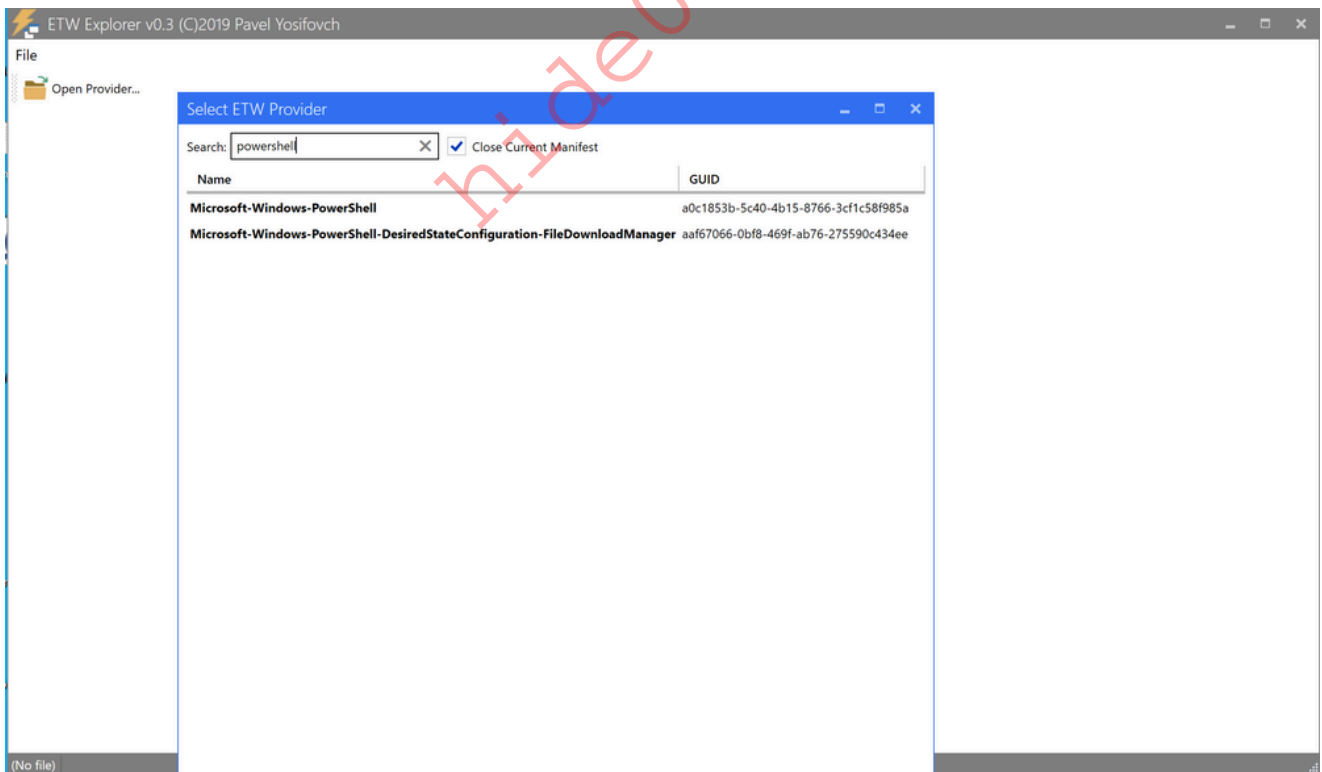 ETW Explorer v0.3 (C)2019 Pavel Yosifovch
File
Open Provider...
Select ETW Provider
Search: powershell Close Current Manifest
Name GUID
Microsoft-Windows-PowerShell a0c1853b-5c40-4b15-8766-3cf1c58f985a
Microsoft-Windows-PowerShell-DesiredStateConfiguration-FileDownloadManager aaf67066-0bf8-469f-ab76-275590c434ee
(No file)
hide0